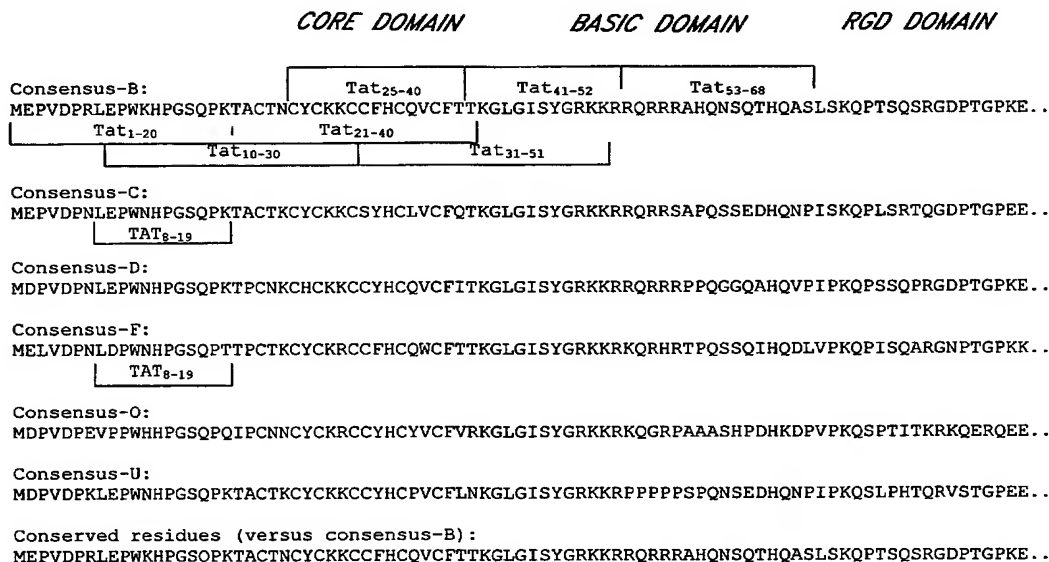 CORE DOMAIN BASIC DOMAIN RGD DOMAIN
Consensus-B:
Tat25-40 Tat41-52 Tat53-68
MEPVDPRLEPWKHPGSQPKTACTNCYCKKCCFHCQVCFTTKGLGISYGRKKRRQRRRAHQNSQTHQASLSKQPTSQSRGDPTGPKE..
Tat1-20 Tat21-40
Tat10-30 Tat31-51
Consensus-C:
MEPVDPNLEPWNHPGSQPKTACTKCYCKKCSYHCLVCFQTKGLGISYGRKKRRQRRSAPQSSEDHQNPISKQPLSRTQGDPTGPEE..
TAT8-19
Consensus-D:
MDPVDPNLEPWNHPGSQPKTPCNKCHCKKCCYHCQVCFITKGLGISYGRKKRRQRRRPPQGGQAHQVPIPKQPSSQPRGDPTGPKE..
Consensus-F:
MELVDPNLDPWNHPGSQPTTPCTKCYCKRCCFHCQWCFTTKGLGISYGRKKRKQRHRTPQSSQIHQDLVPKQPISQARGNPTGPKK..
TAT8-19
Consensus-O:
MDPVDPEVPPWHHPGSQPQIPCNNCYCKRCCYHCYVCFVRKGLGISYGRKKRKQGRPAAASHPDHKDPVPKQSPTITKRKQERQEE..
Consensus-U:
MDPVDPKLEPWNHPGSQPKTACTKCYCKKCCYHCPVCFLNKGLGISYGRKKRPPPPPSPQNSEDHQNPIPKQSLPHTQRVSTGPEE..
Conserved residues (versus consensus-B):
MEPVDPRLEPWKHPGSQPKTACTNCYCKKCCFHCQVCFTTKGLGISYGRKKRRQRRRAHQNSQTHQASLSKQPTSQSRGDPTGPKE..